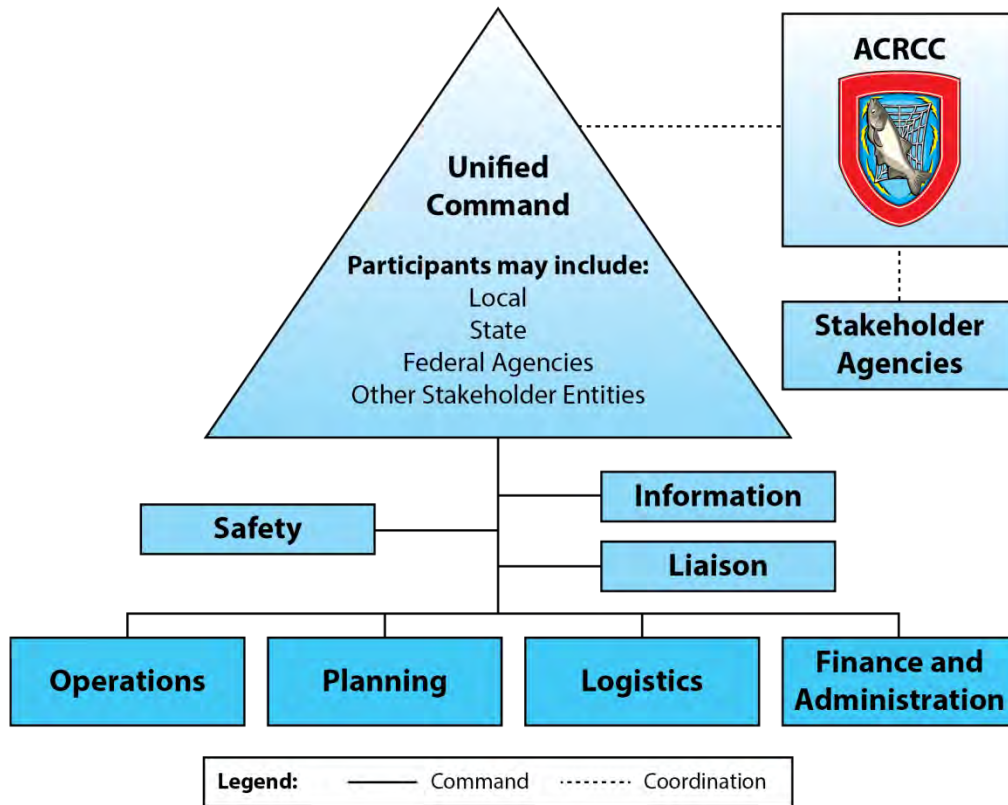 ACRCC
Unified
Command
Participants may include:
Local
State
Federal Agencies
Other Stakeholder Entities
Stakeholder
Agencies
Information
Safety
Liaison
Operations
Planning
Logistics
Finance and
Administration
Legend:
Command
Coordination